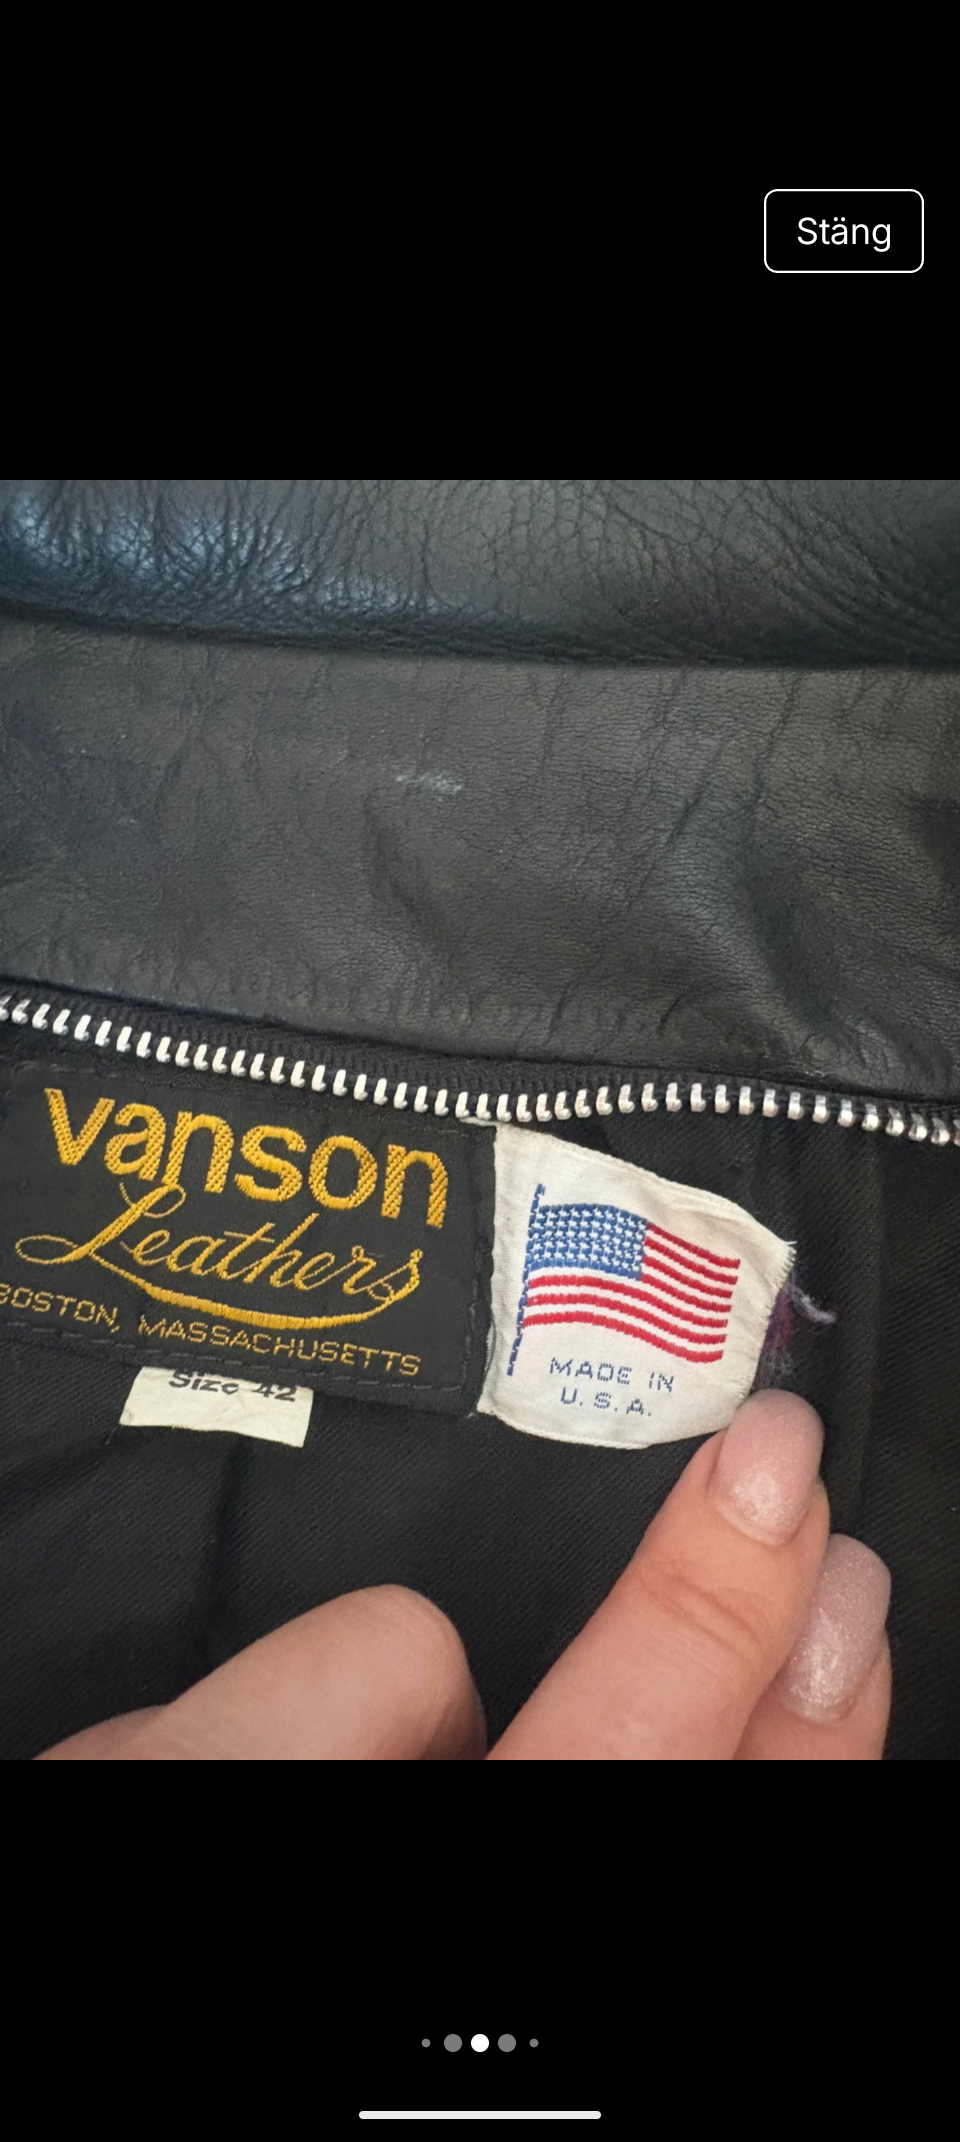 Stäng
vanson
Leathers
BOSTON, MASSACHUSETTS
Size 42
MADE IN
U.S.A.